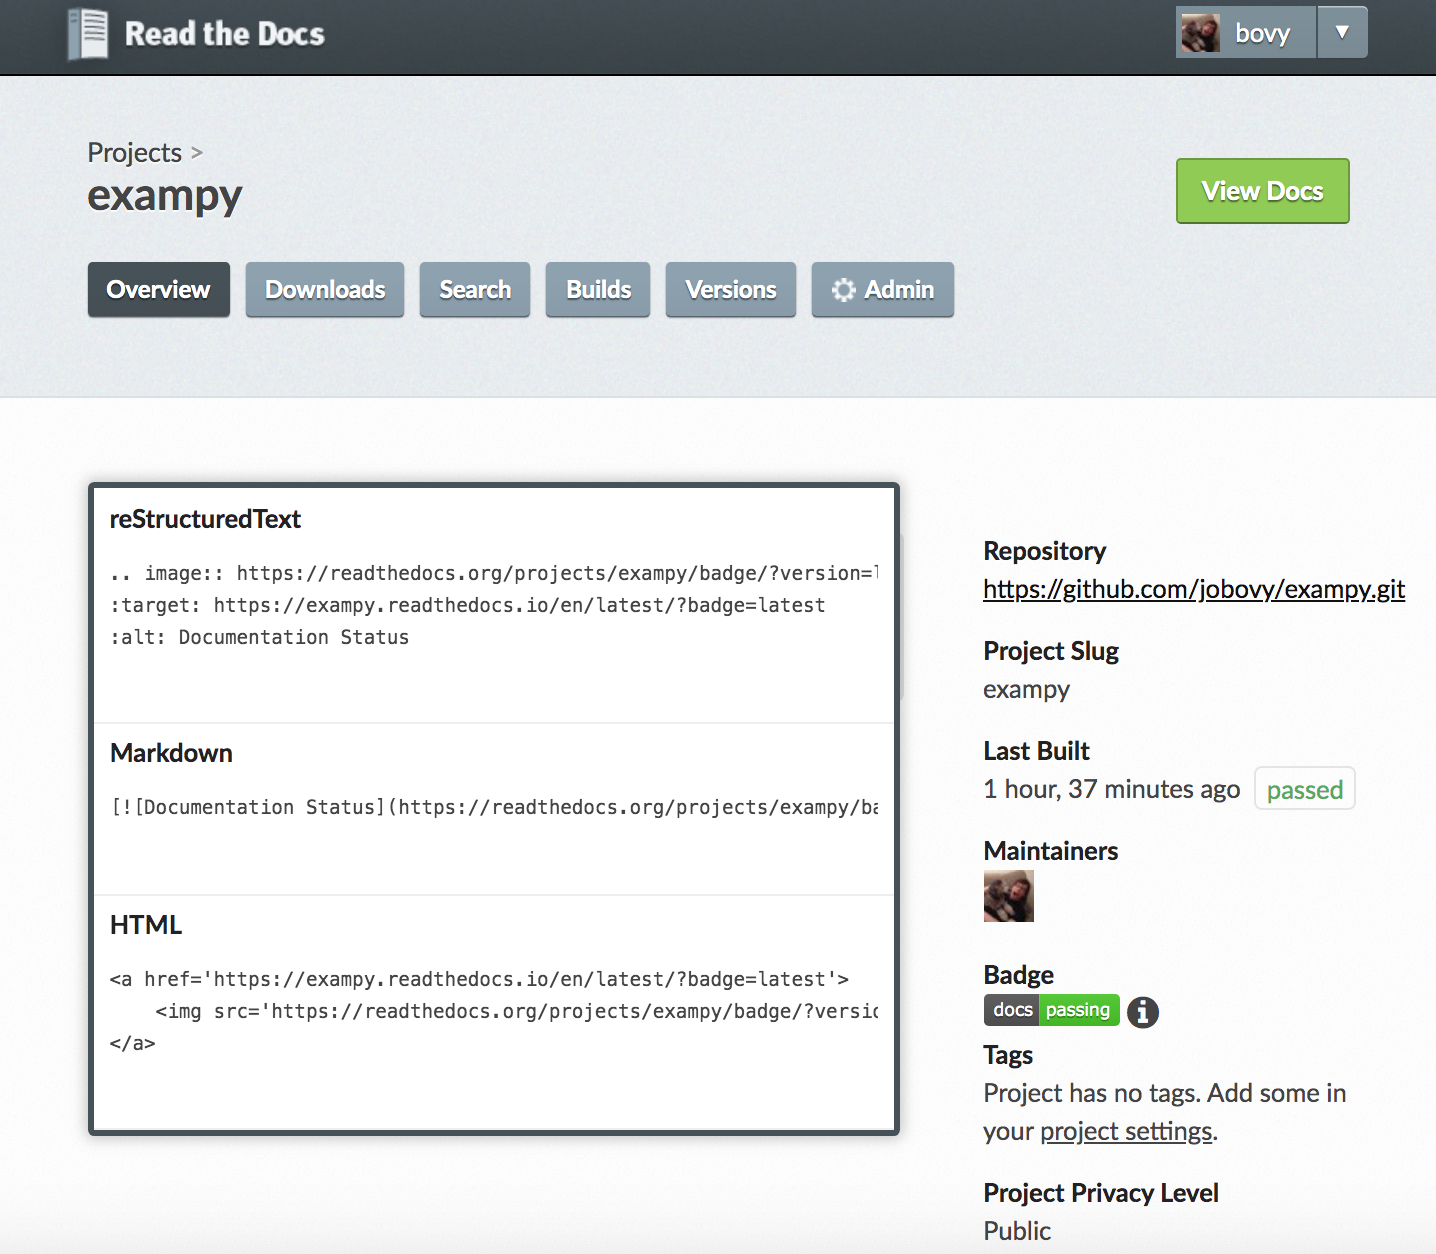 Read the Docs
bovy
Projects >
exampy
View Docs
Overview
Downloads
Search
Builds
Versions
Admin
reStructuredText
.. image:: https://readthedocs.org/projects/exampy/badge/?version=l
:target: https://exampy.readthedocs.io/en/latest/?badge=latest
:alt: Documentation Status
Markdown
[![Documentation Status](https://readthedocs.org/projects/exampy/ba
HTML
<a href='https://exampy.readthedocs.io/en/latest/?badge=latest'>
<img src='https://readthedocs.org/projects/exampy/badge/?versio
</a>
Repository
https://github.com/jobovy/exampy.git
Project Slug
exampy
Last Built
1 hour, 37 minutes ago passed
Maintainers
Badge
docs passing
Tags
Project has no tags. Add some in
your project settings.
Project Privacy Level
Public